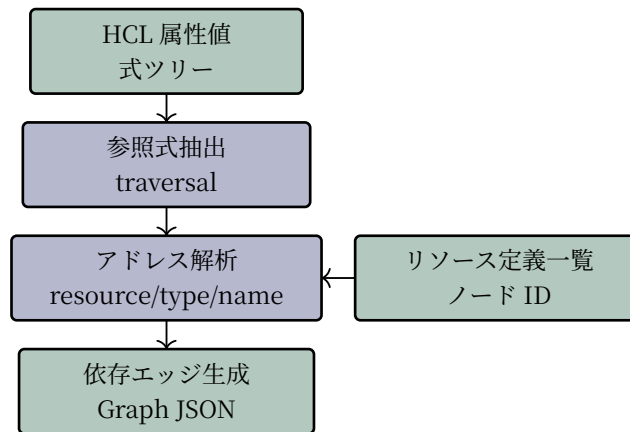 HCL 属性値
式ツリー
参照式抽出
traversal
アドレス解析
resource/type/name
リソース定義一覧
ノード ID
依存エッジ生成
Graph JSON